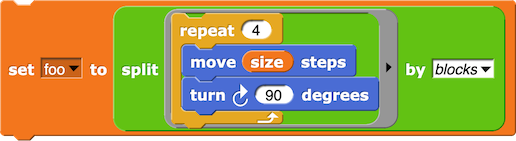 repeat 4
move size steps
set foo to split by blocks
turn 90 degrees